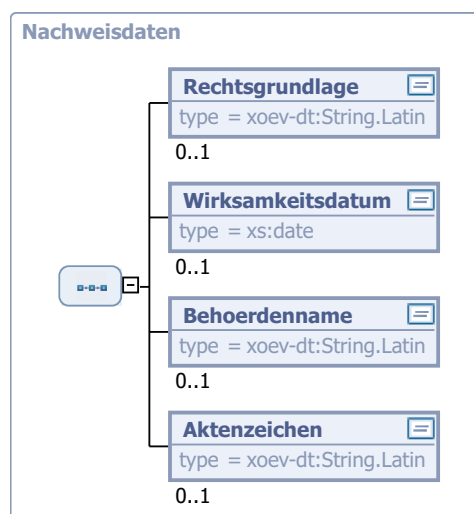 Nachweisdaten
Rechtsgrundlage
type = xoev-dt:String.Latin
0..1
Wirksamkeitsdatum
type = xs:date
0..1
Behoerdenname
type = xoev-dt:String.Latin
0..1
Aktenzeichen
type = xoev-dt:String.Latin
0..1